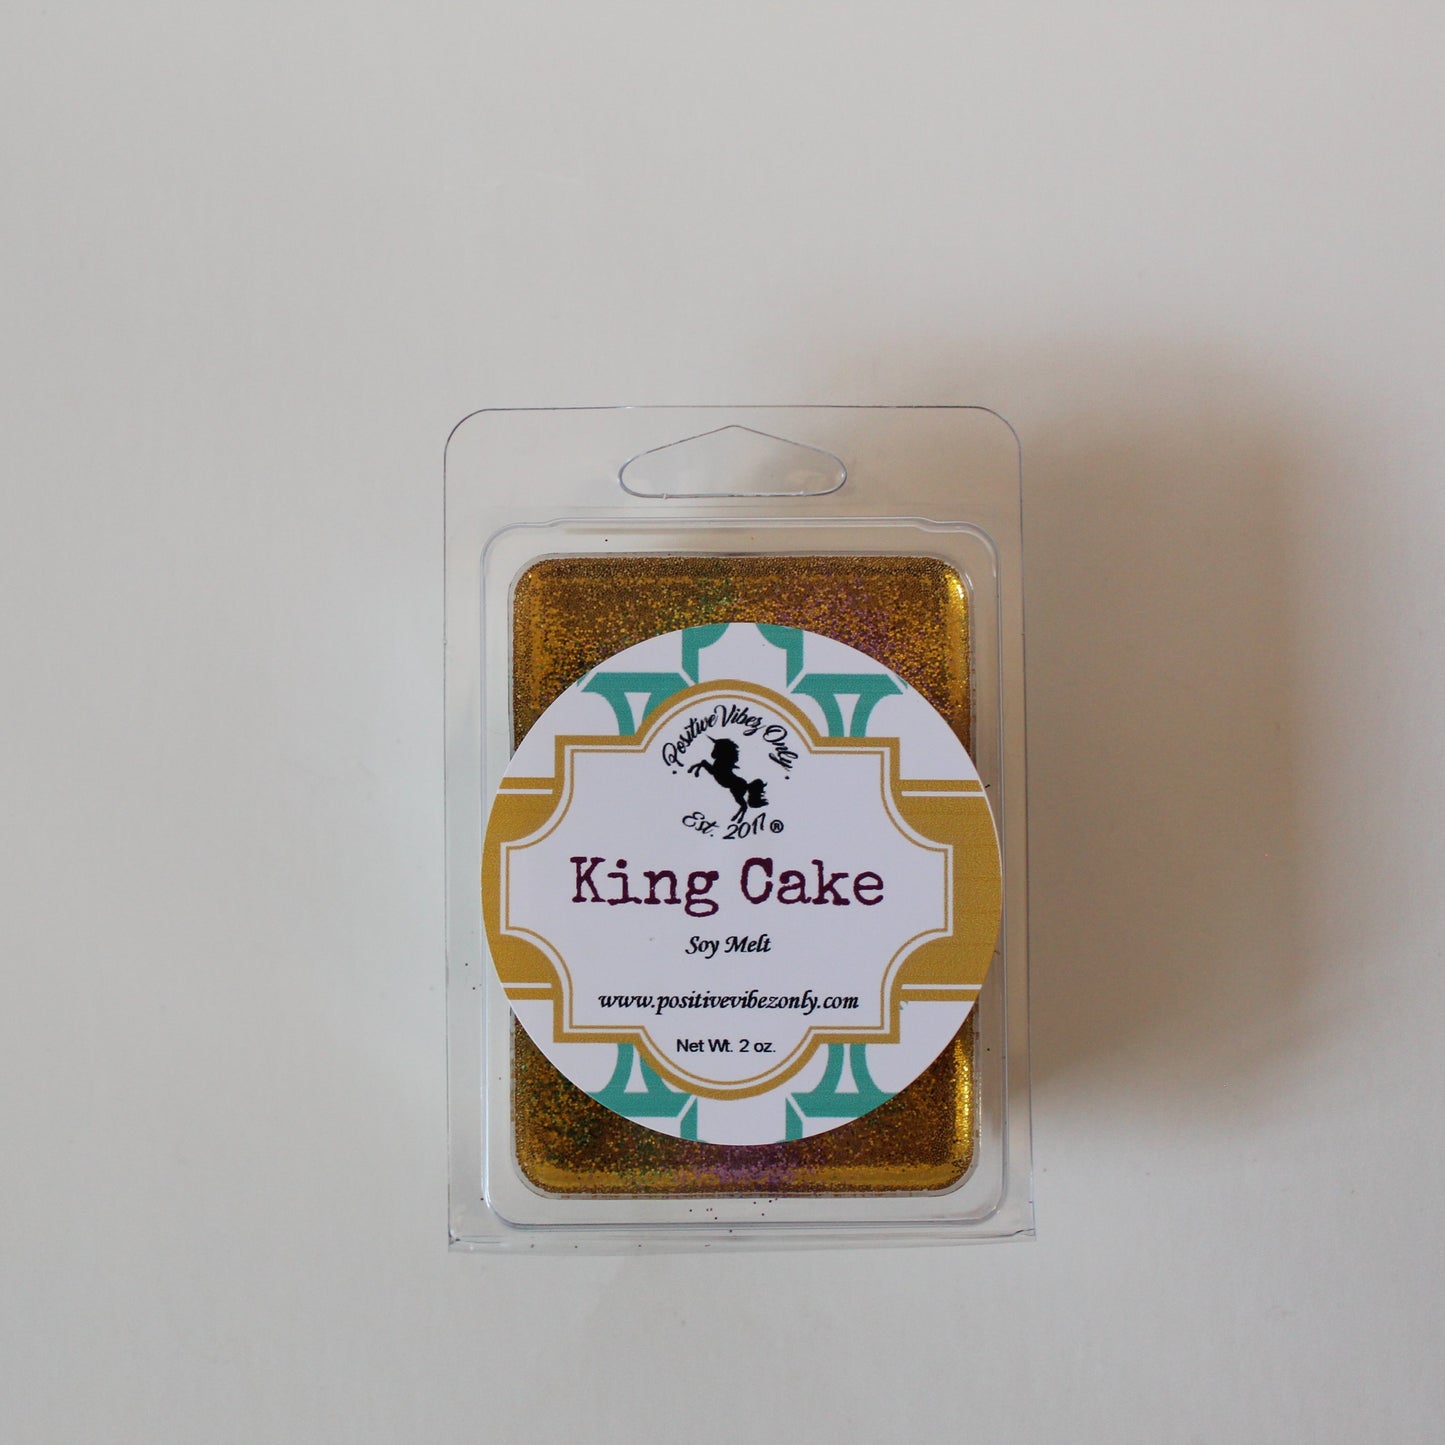 • Positive Vibez Only •
Est. 2017 ®
King Cake
Soy Melt
www.positivevibezonly.com
Net Wt. 2 oz.